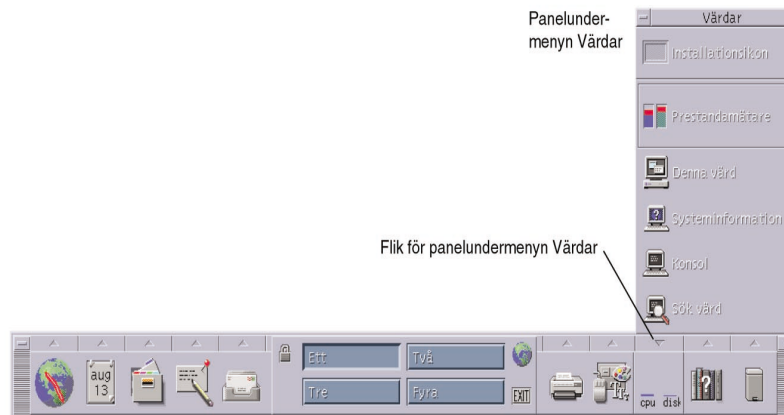 Panelunder-
menyn Värdar
Värdar
Installationsikon
Prestandamätare
Denna värd
Systeminformation
Flik för panelundermenyn Värdar
Konsol
Sök värd
Ett
Två
aug
13
Tre
Fyra
EXIT
cpu disk